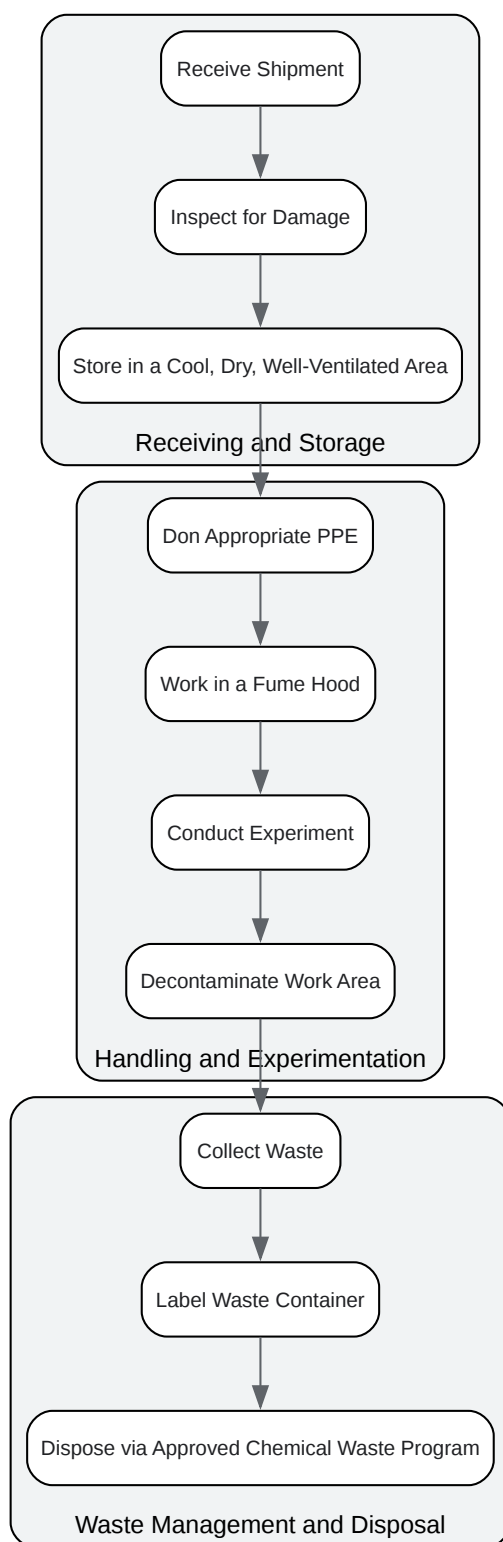 Receive Shipment
Inspect for Damage
Store in a Cool, Dry, Well-Ventilated Area
Receiving and Storage
Don Appropriate PPE
Work in a Fume Hood
Conduct Experiment
Decontaminate Work Area
Handling and Experimentation
Collect Waste
Label Waste Container
Dispose via Approved Chemical Waste Program
Waste Management and Disposal